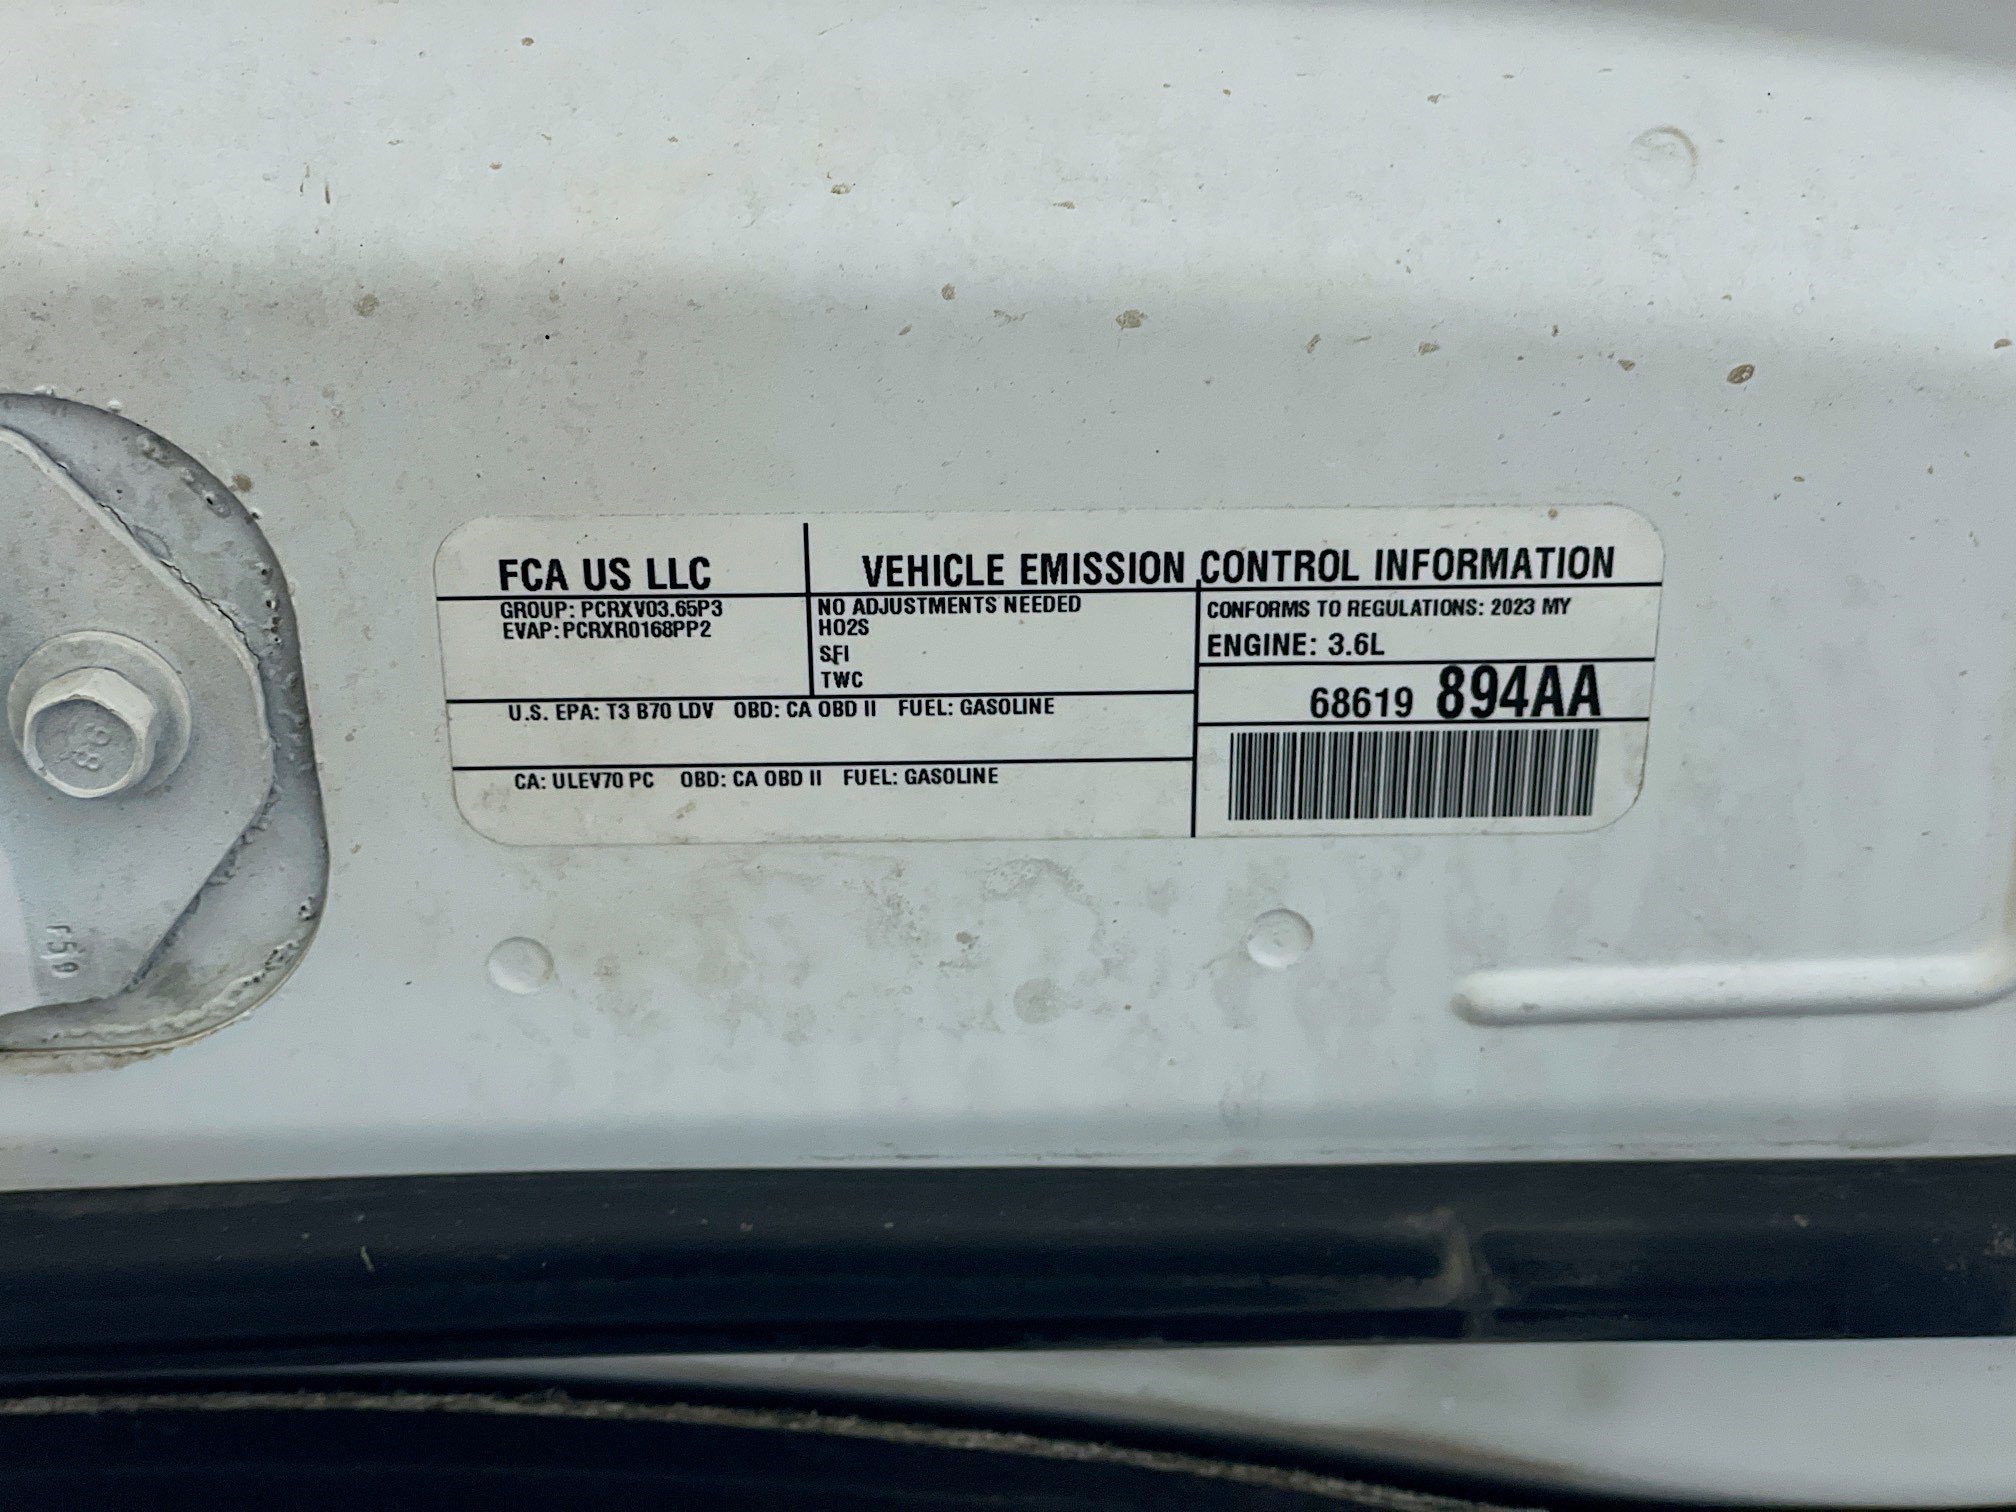 FCA US LLC
VEHICLE EMISSION CONTROL INFORMATION
GROUP: PCRXV03.65P3
EVAP:PCRXR0168PP2
NO ADJUSTMENTS NEEDED
HO2S
SFI
TWC
CONFORMS TO REGULATIONS: 2023 MY
ENGINE: 3.6L
68619 894AA
U.S. EPA: T3 B70 LDV OBD: CA OBD II FUEL: GASOLINE
CA: ULEV70 PC OBD: CA OBD II FUEL: GASOLINE